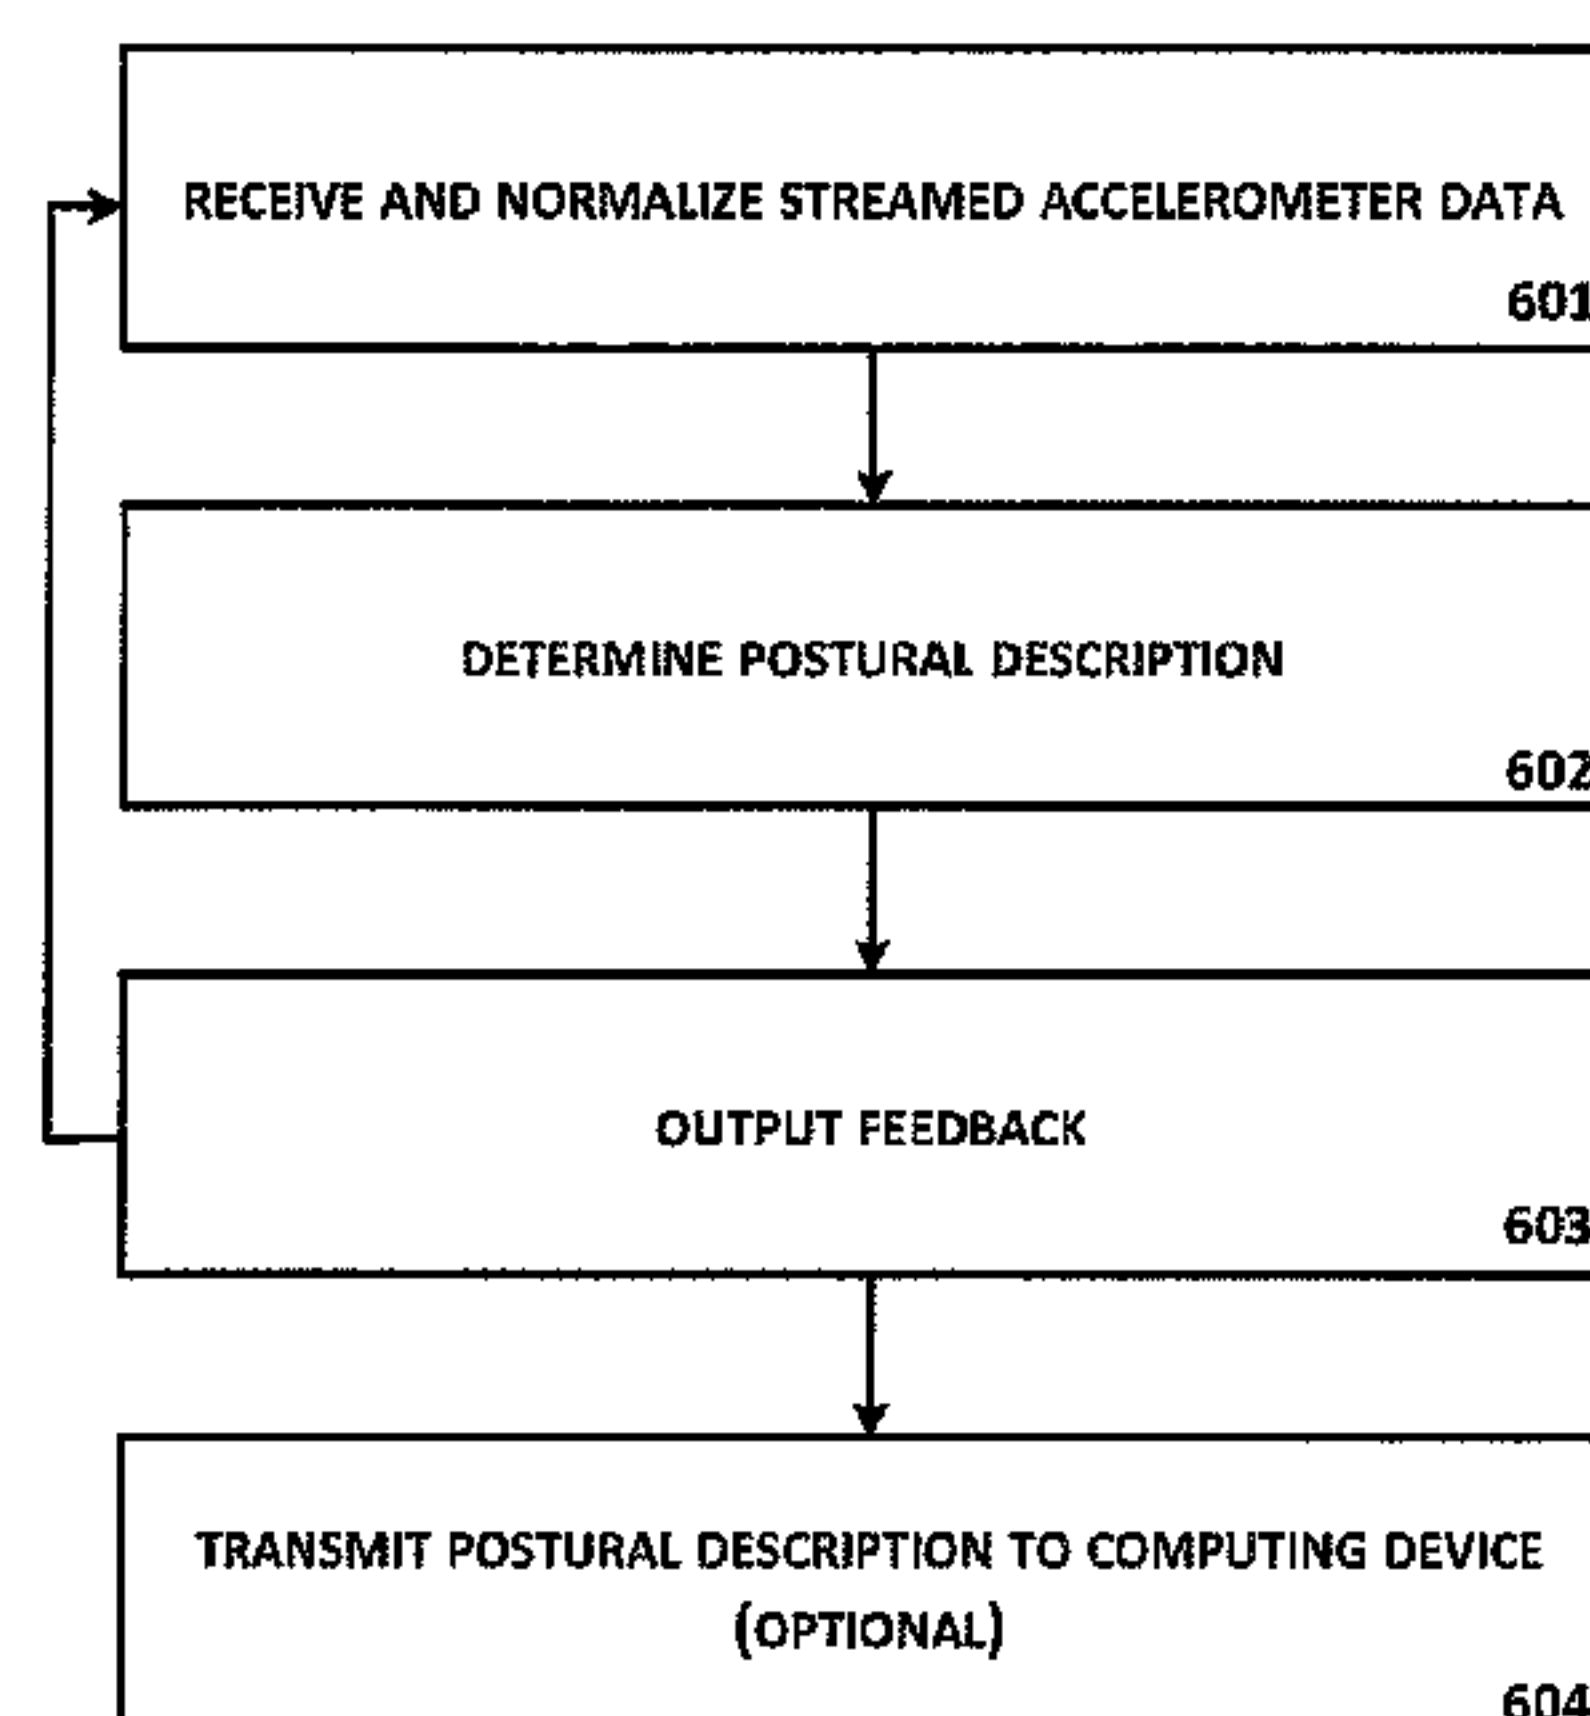 RECEIVE AND NORMALIZE STREAMED ACCELEROMETER DATA
601
DETERMINE POSTURAL DESCRIPTION
602
OUTPUT FEEDBACK
603
TRANSMIT POSTURAL DESCRIPTION TO COMPUTING DEVICE
(OPTIONAL)
604